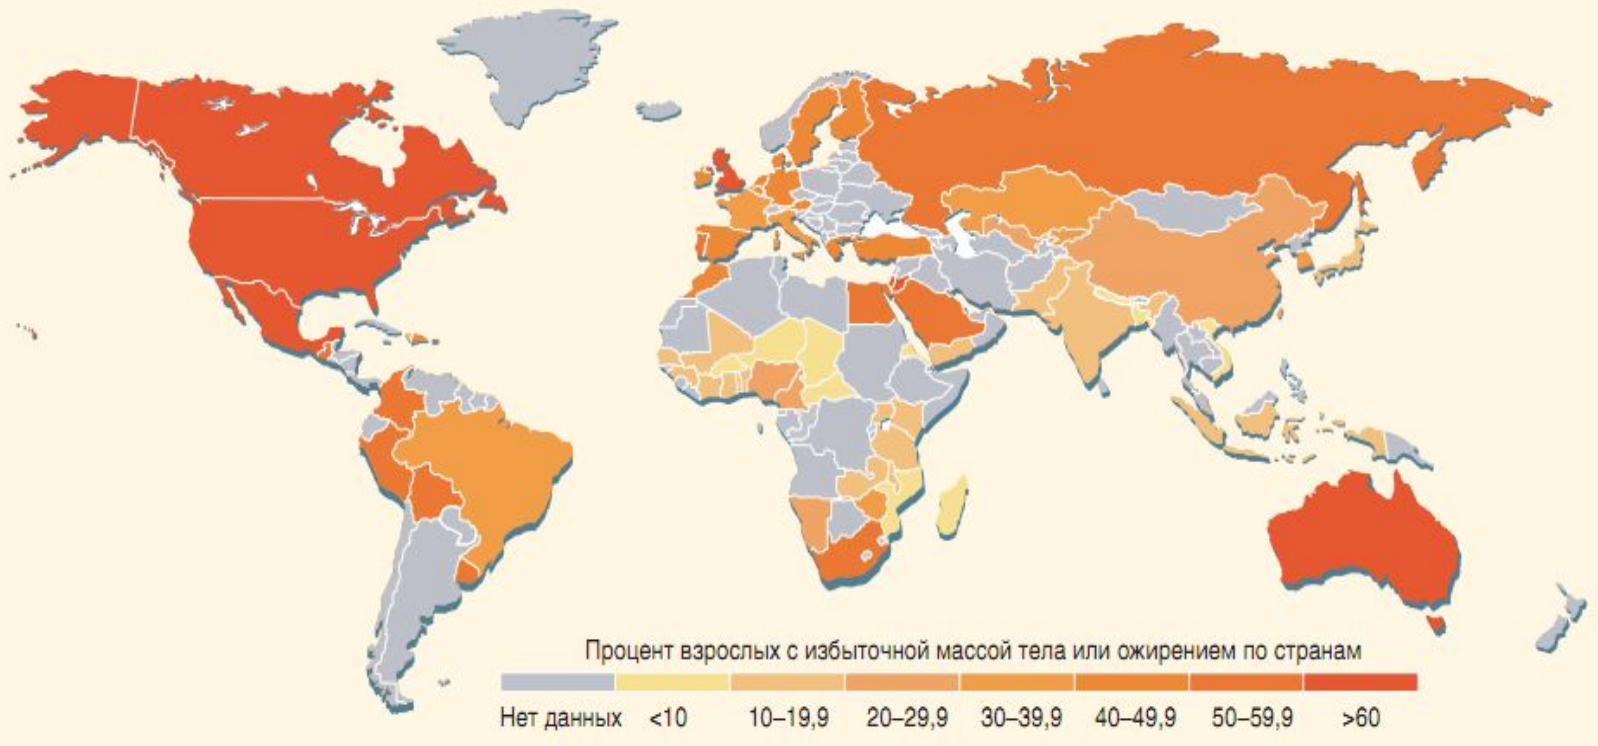 Процент взрослых с избыточной массой тела или ожирением по странам
Нет данных <10 10–19,9 20–29,9 30–39,9 40–49,9 50–59,9 >60